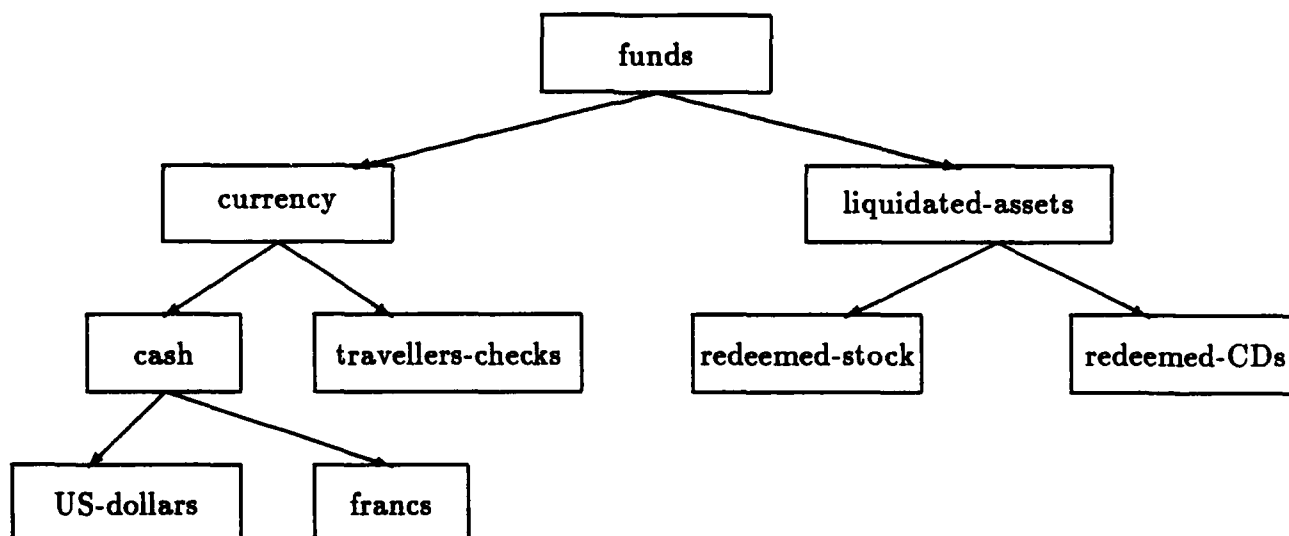 funds
currency
liquidated-assets
cash
travellers-checks
redeemed-stock
redeemed-CDs
US-dollars
francs